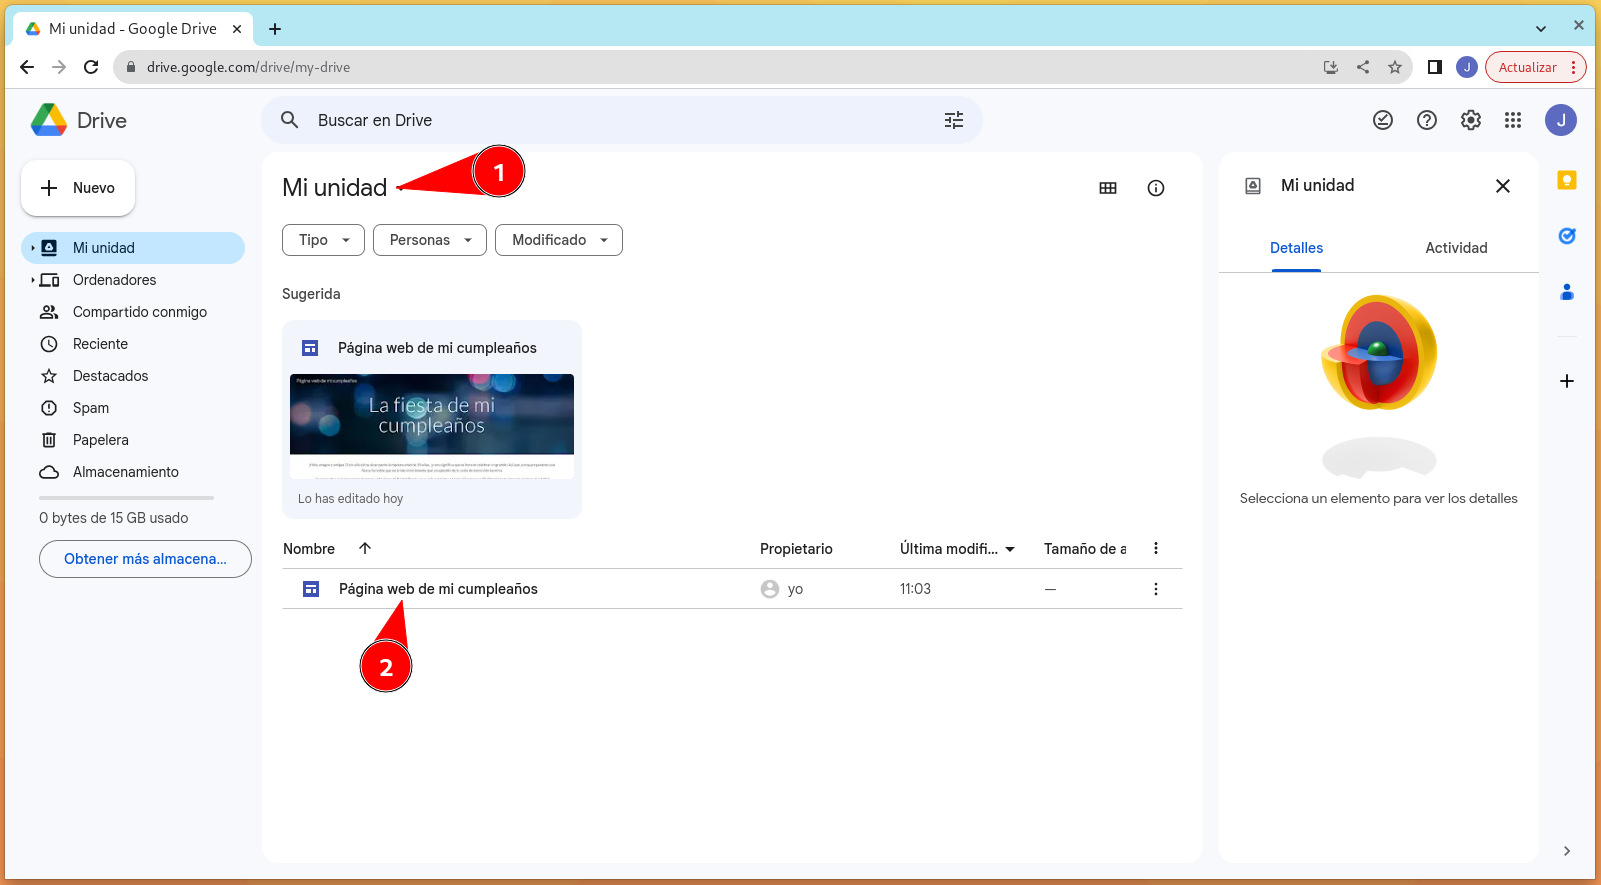 Mi unidad - Google Drive
drive.google.com/drive/my-drive
J
Actualizar
Drive
Buscar en Drive
J
Nuevo
Mi unidad
Ordenadores
Compartido conmigo
Reciente
Destacados
Spam
Papelera
Almacenamiento
0 bytes de 15 GB usado
Obtener más almacena...
Mi unidad
1
Tipo
Personas
Modificado
Sugerida
Página web de mi cumpleaños
Página web de mi cumpleaños
La fiesta de mi
cumpleaños
Lo has editado hoy
Nombre
Propietario
Última modifi...
Tamaño de a
Página web de mi cumpleaños
yo
11:03
—
2
Mi unidad
Detalles
Actividad
Selecciona un elemento para ver los detalles